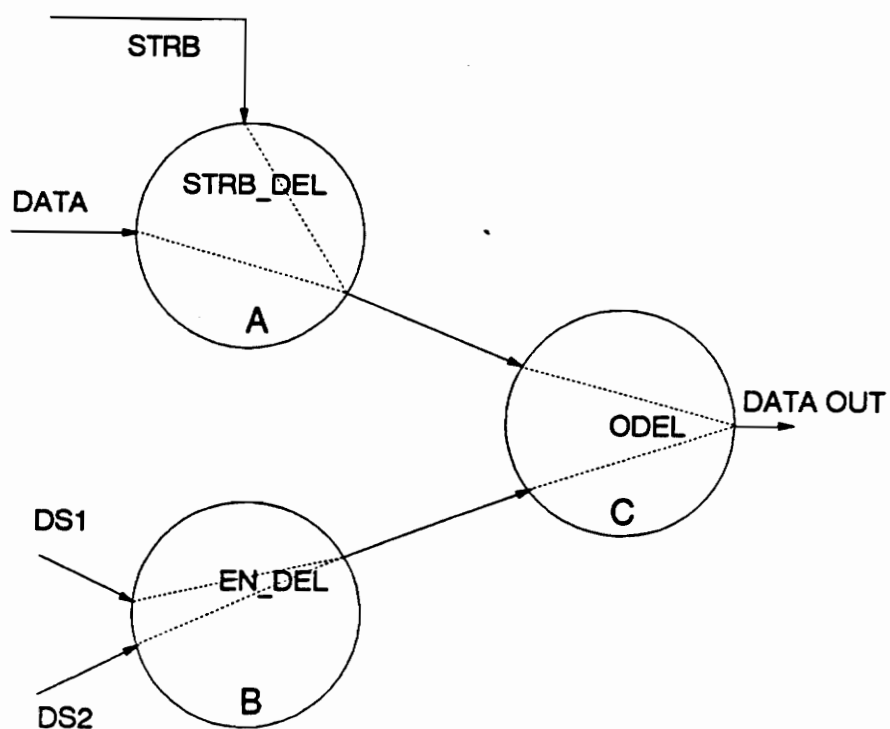 STRB
STRB_DEL
DATA
A
DATA OUT
ODEL
C
DS1
EN_DEL
B
DS2